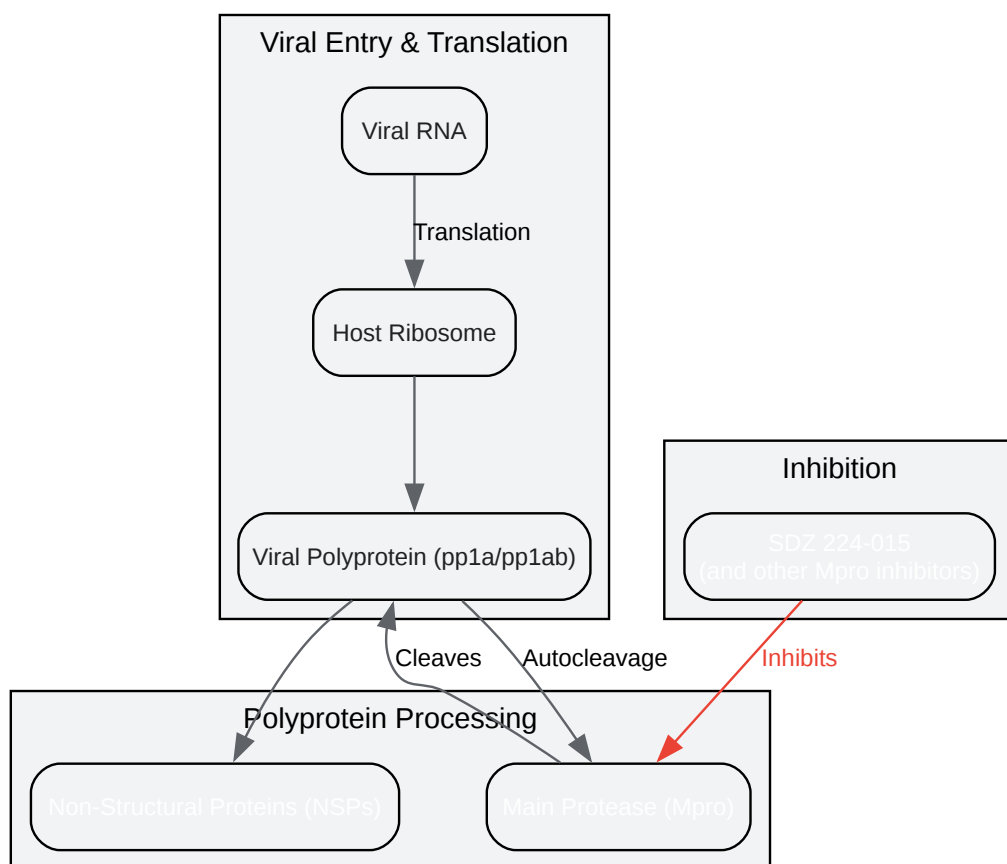 Viral Entry & Translation
Viral RNA
Translation
Host Ribosome
Viral Polyprotein (pp1a/pp1ab)
Inhibition
SDZ 224-015
(and other Mpro inhibitors)
Cleaves
Autocleavage
Inhibits
Polyprotein Processing
Non-Structural Proteins (NSPs)
Main Protease (Mpro)